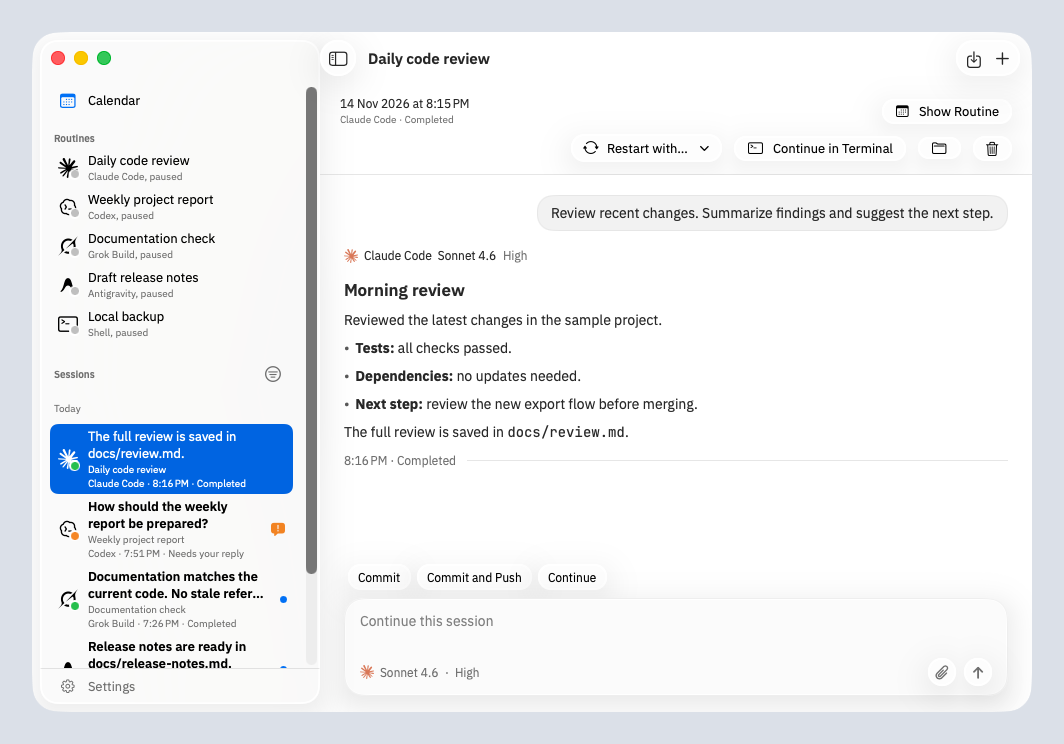 Calendar
Routines
Daily code review
Claude Code, paused
Weekly project report
Codex, paused
Documentation check
Grok Build, paused
Draft release notes
Antigravity, paused
Local backup
Shell, paused
Sessions
Today
The full review is saved in
docs/review.md.
Daily code review
Claude Code · 8:16 PM · Completed
How should the weekly
report be prepared?
Weekly project report
Codex · 7:51 PM · Needs your reply
Documentation matches the
current code. No stale refer...
Documentation check
Grok Build · 7:26 PM · Completed
Release notes are ready in
docs/release-notes.md.
Settings
Daily code review
14 Nov 2026 at 8:15 PM
Claude Code · Completed
Show Routine
Restart with...
Continue in Terminal
Review recent changes. Summarize findings and suggest the next step.
Claude Code Sonnet 4.6 High
Morning review
Reviewed the latest changes in the sample project.
• Tests: all checks passed.
• Dependencies: no updates needed.
• Next step: review the new export flow before merging.
The full review is saved in docs/review.md.
8:16 PM · Completed
Commit
Commit and Push
Continue
Continue this session
Sonnet 4.6 · High